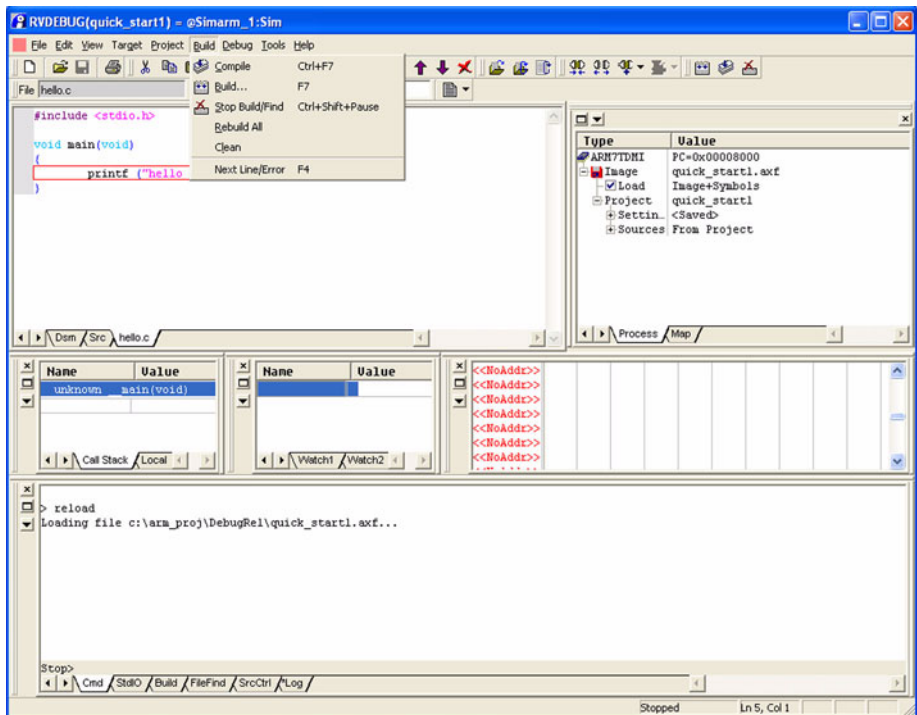 RVDEBUG(quick_start1) = @Simarm_1:Sim
File Edit View Target Project Build Debug Tools Help
Compile Ctrl+F7
Build... F7
Stop Build/Find Ctrl+Shift+Pause
Rebuild All
Clean
Next Line/Error F4
File hello.c
#include <stdio.h>
void main(void)
{
printf ("hello
}
Dsm Src hello.c
Type Value
ARM7TDMI PC=0x00008000
Image quick_start1.axf
Load Image+Symbols
Project quick_start1
Settin… <Saved>
Sources From Project
Process Map
Name Value
unknown __main(void)
Call Stack Local
Name Value
Watch1 Watch2
<<NoAddr>>
<<NoAddr>>
<<NoAddr>>
<<NoAddr>>
<<NoAddr>>
<<NoAddr>>
<<NoAddr>>
> reload
Loading file c:\arm_proj\DebugRel\quick_start1.axf...
Stop>
Cmd StdIO Build FileFind SrcCtrl *Log
Stopped Ln 5, Col 1